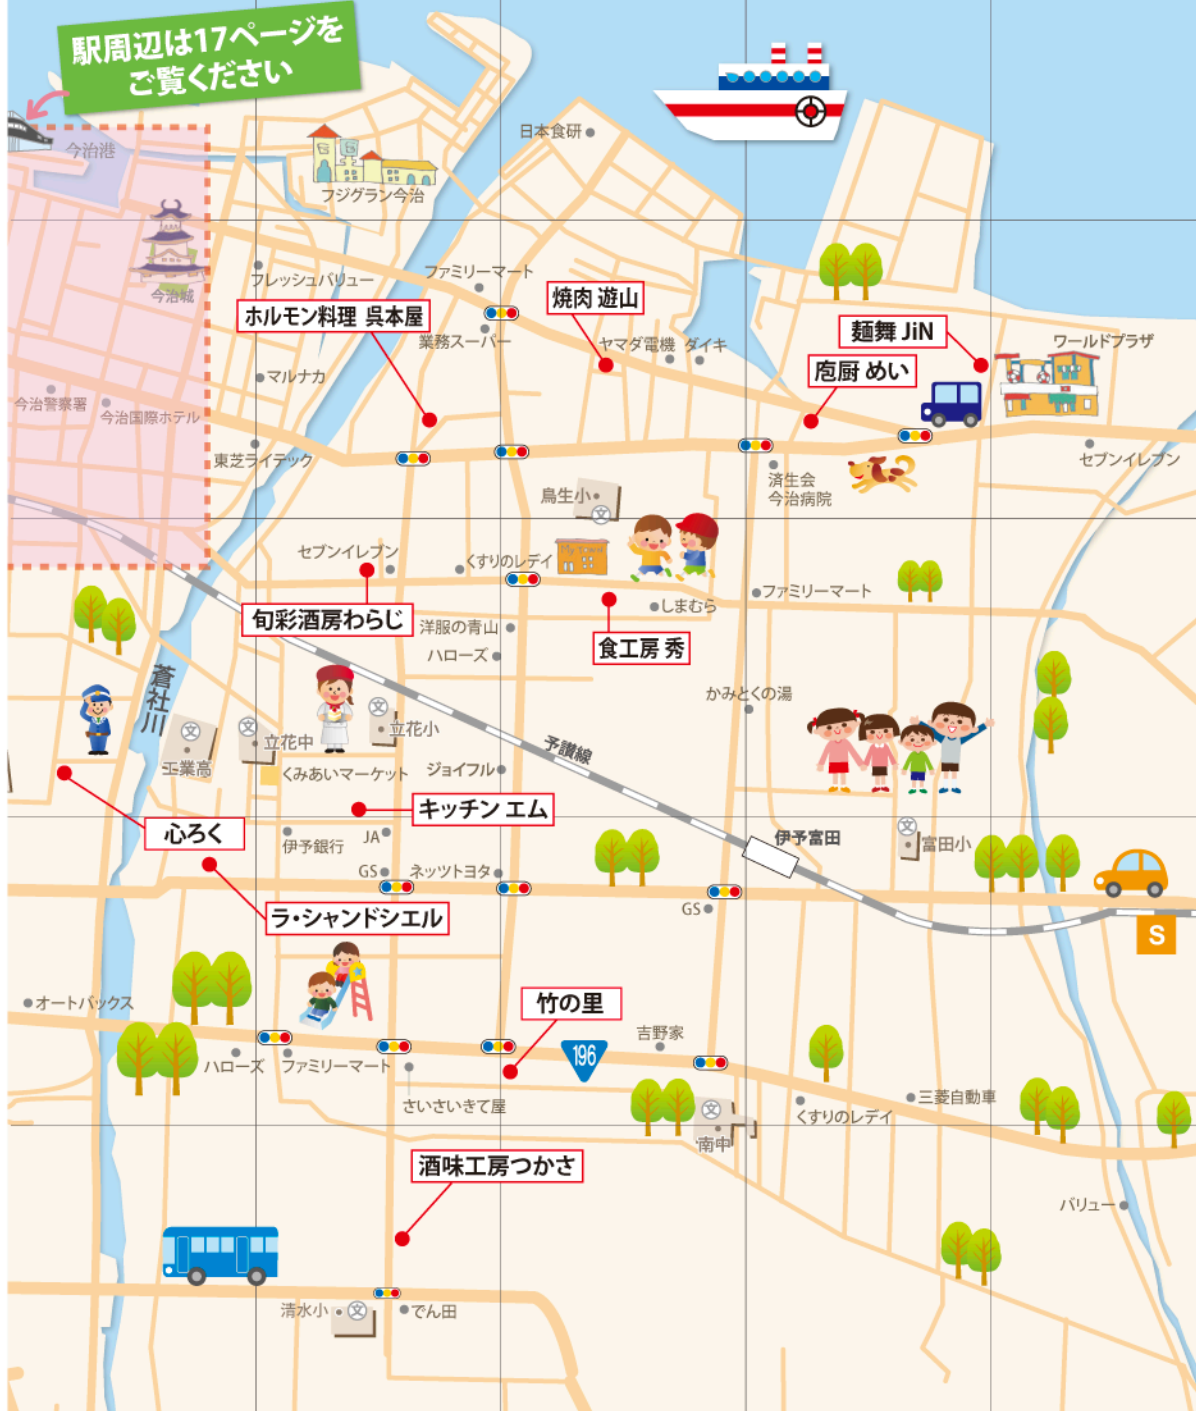 駅周辺は17ページを
ご覧ください
今治港
日本食研
フジグラン今治
今治城
フレッシュバリュー
ファミリーマート
焼肉 遊山
ホルモン料理 呉本屋
業務スーパー
ヤマダ電機
ダイキ
麺舞 JiN
ワールドプラザ
庖厨 めい
マルナカ
今治警察署
今治国際ホテル
東芝ライテック
セブンイレブン
済生会
今治病院
鳥生小
文
セブンイレブン
くすりのレデイ
My town
ファミリーマート
しまむら
旬彩酒房わらじ
洋服の青山
食工房 秀
ハローズ
蒼社川
かみとくの湯
文
工業高
文
立花中
文
立花小
予讃線
くみあいマーケット
ジョイフル
心ろく
キッチン エム
伊予銀行
JA
伊予富田
文
富田小
GS
ネッツトヨタ
GS
ラ・シャンドシエル
S
オートバックス
竹の里
吉野家
196
ハローズ
ファミリーマート
さいさいきて屋
三菱自動車
くすりのレデイ
文
南中
酒味工房つかさ
バリュー
清水小
文
でん田